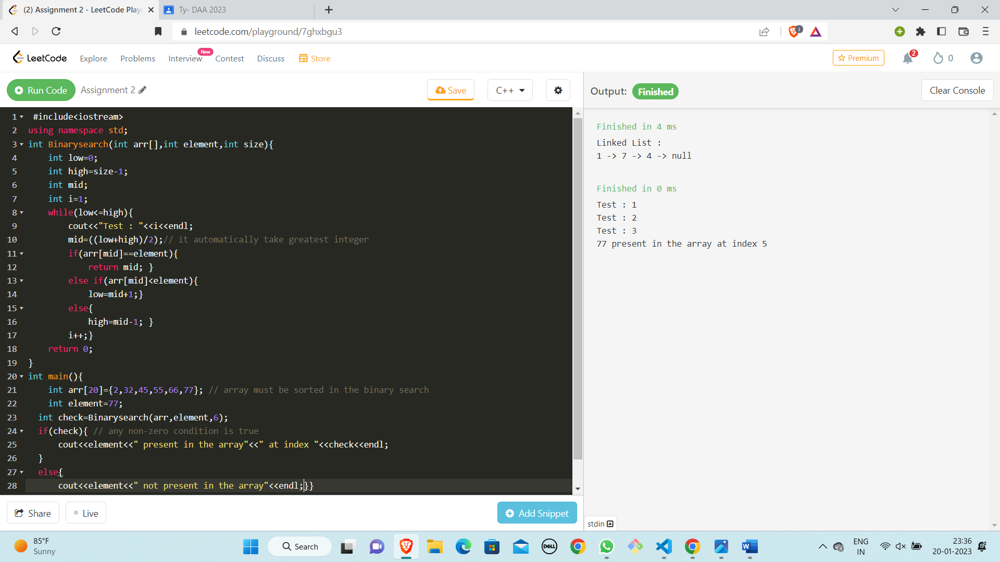 (2) Assignment 2 - LeetCode Play
Ty- DAA 2023
leetcode.com/playground/7ghxbgu3
3
LeetCode
Explore
Problems
Interview
New
Contest
Discuss
Store
Premium
2
0
Run Code
Assignment 2
Save
C++
Output:
Finished
Clear Console
1 #include<iostream>
2 using namespace std;
3 int Binarysearch(int arr[],int element,int size){
4 int low=0;
5 int high=size-1;
6 int mid;
7 int i=1;
8 while(low<=high){
9 cout<<"Test : "<<i<<endl;
10 mid=((low+high)/2);// it automatically take greatest integer
11 if(arr[mid]==element){
12 return mid; }
13 else if(arr[mid]<element){
14 low=mid+1;}
15 else{
16 high=mid-1; }
17 i++;}
18 return 0;
19 }
20 int main(){
21 int arr[20]={2,32,45,55,66,77}; // array must be sorted in the binary search
22 int element=77;
23 int check=Binarysearch(arr,element,6);
24 if(check){ // any non-zero condition is true
25 cout<<element<<" present in the array"<<" at index "<<check<<endl;
26 }
27 else{
28 cout<<element<<" not present in the array"<<endl;}}
Finished in 4 ms
Linked List :
1 -> 7 -> 4 -> null
Finished in 0 ms
Test : 1
Test : 2
Test : 3
77 present in the array at index 5
Share
Live
Add Snippet
stdin
85°F
Sunny
Search
DELL
W
ENG
IN
23:36
20-01-2023